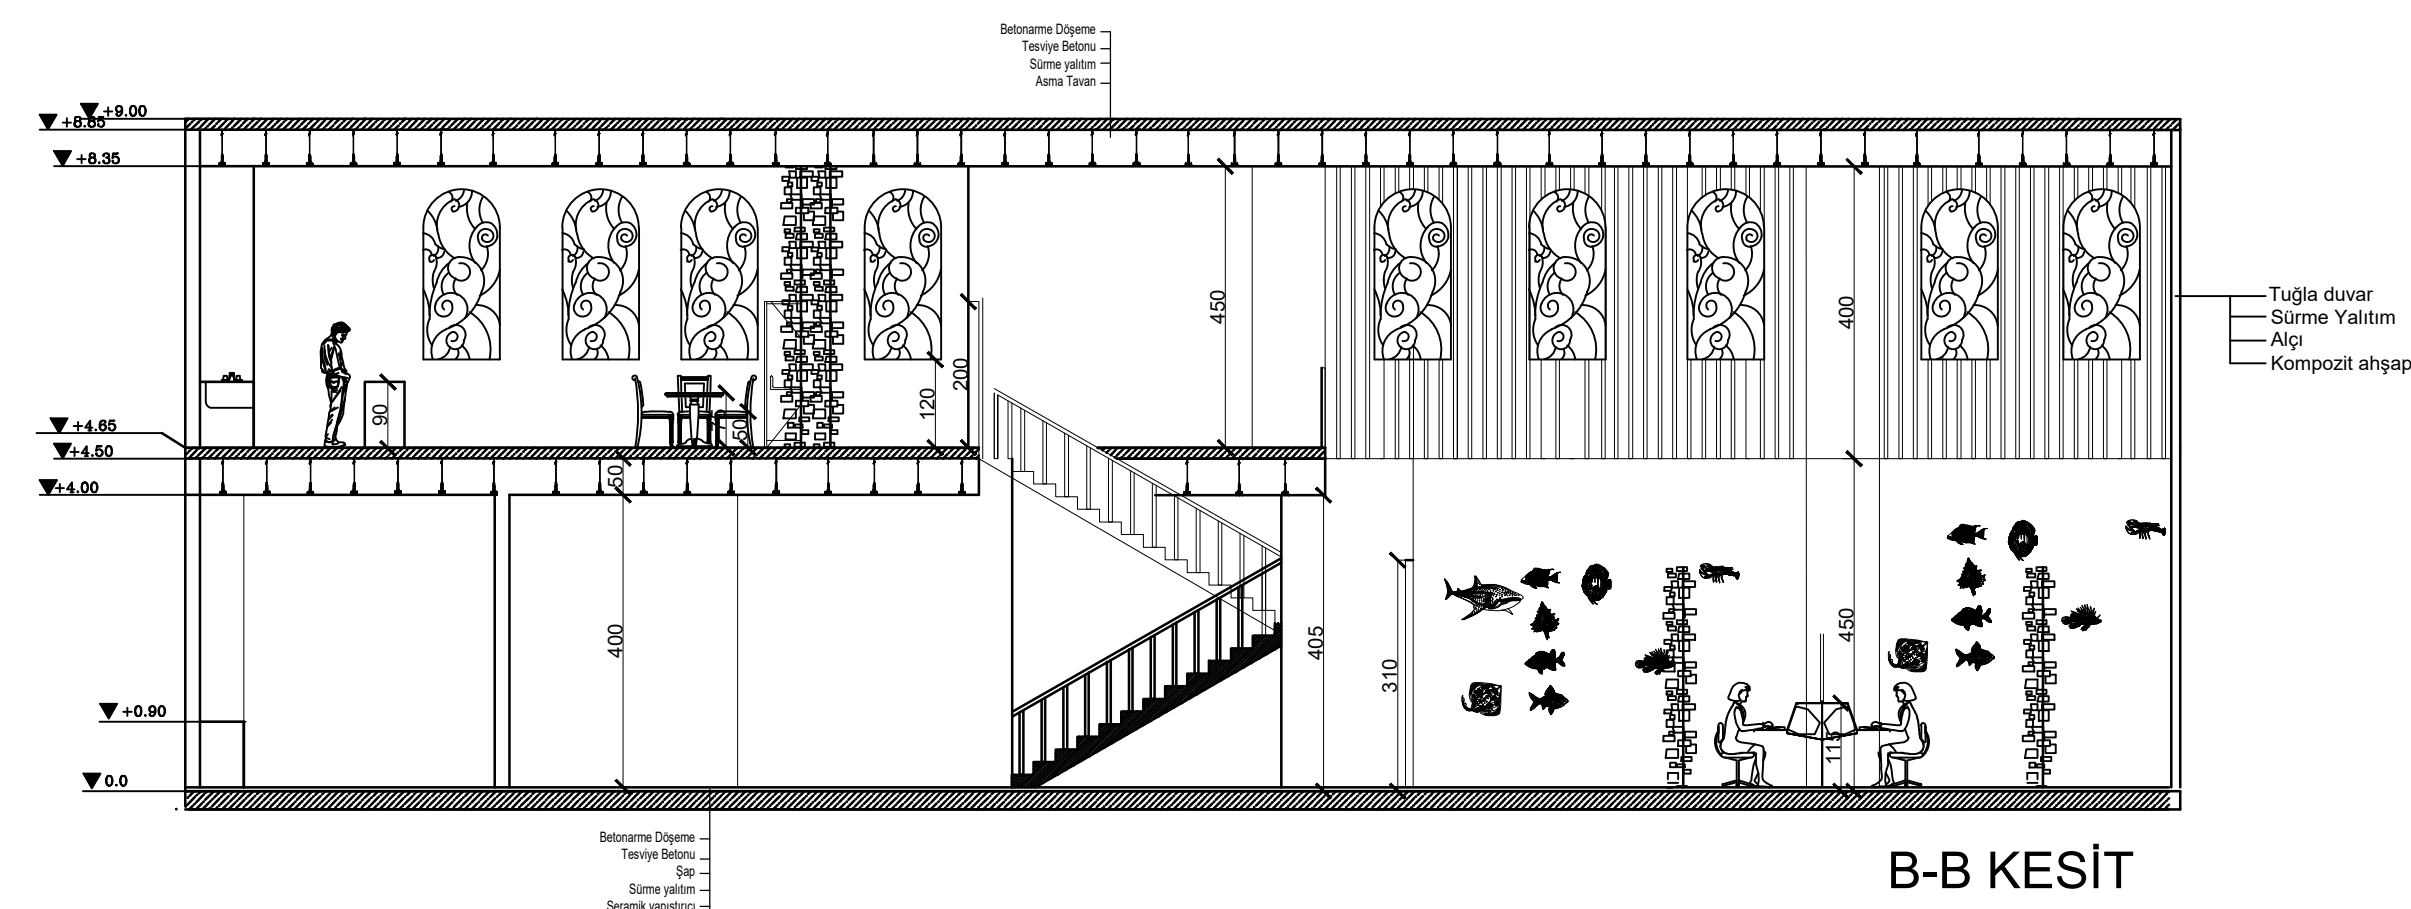 Betonarme Döşeme
Tesviye Betonu
Sürme yalıtım
Asma Tavan
+9.00
+8.85
+8.35
450
400
Tuğla duvar
Sürme Yalıtım
Alçı
Kompozit ahşap
200
120
90
50
+4.65
+4.50
50
+4.00
400
405
310
450
115
+0.90
0.0
Betonarme Döşeme
Tesviye Betonu
Şap
Sürme yalıtım
Seramik yapıştırıcı
B-B KESİT